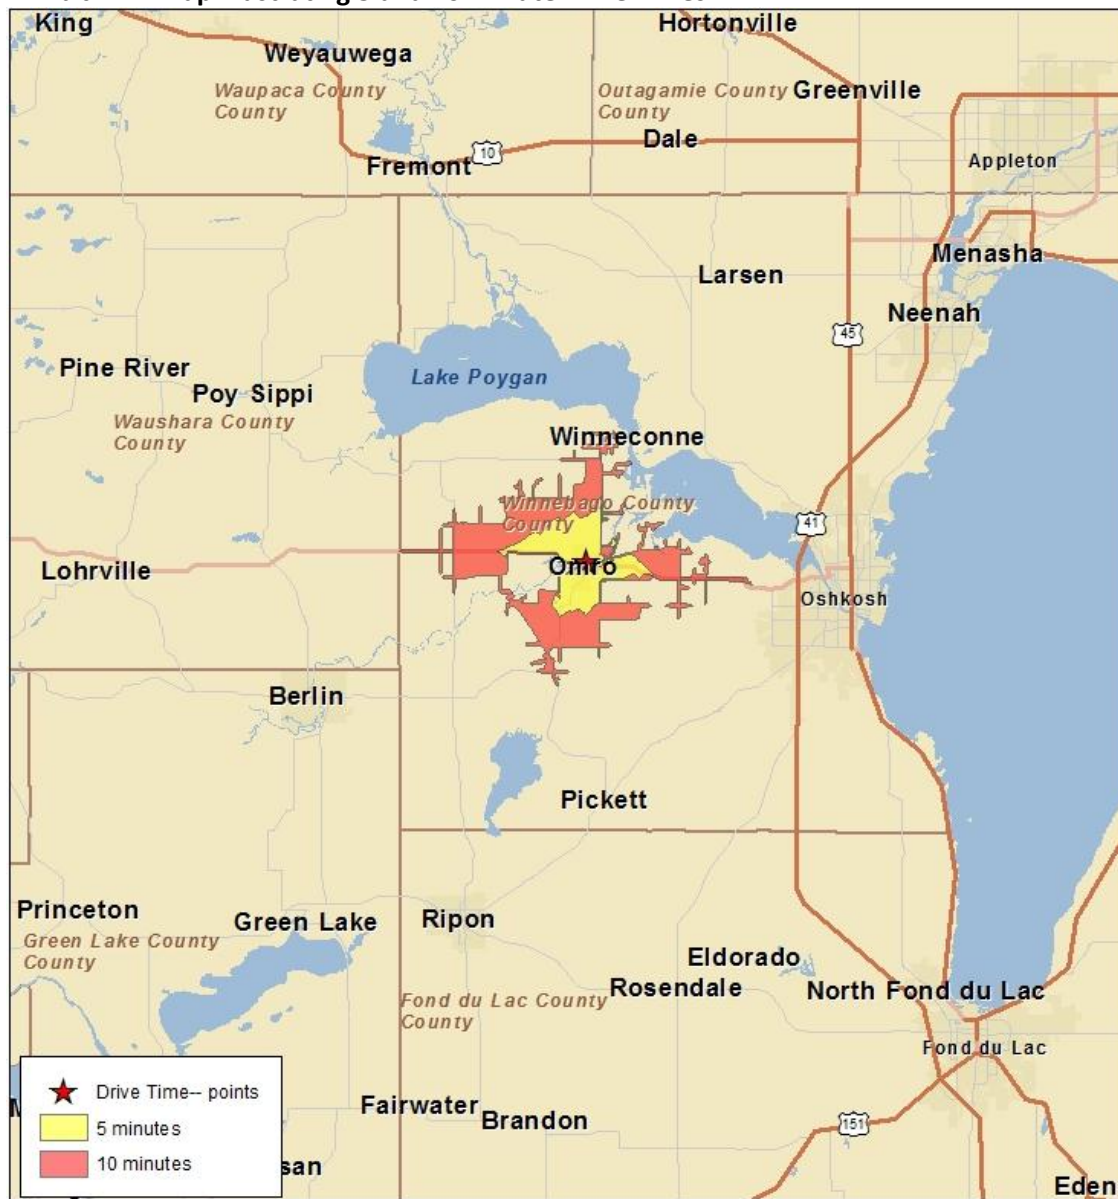 King
Hortonville
Weyauwega
Waupaca County
County
Outagamie County
County
Greenville
Dale
10
Fremont
Appleton
Menasha
Larsen
Neenah
45
Pine River
Lake Poygan
Poy Sippi
Waushara County
County
Winneconne
Winnebago County
County
41
Omro
Lohrville
Oshkosh
Berlin
Pickett
Princeton
Green Lake
Ripon
Green Lake County
County
Eldorado
Rosendale
North Fond du Lac
Fond du Lac County
County
Fond du Lac
Drive Time-- points
5 minutes
10 minutes
Fairwater
Brandon
151
Eden